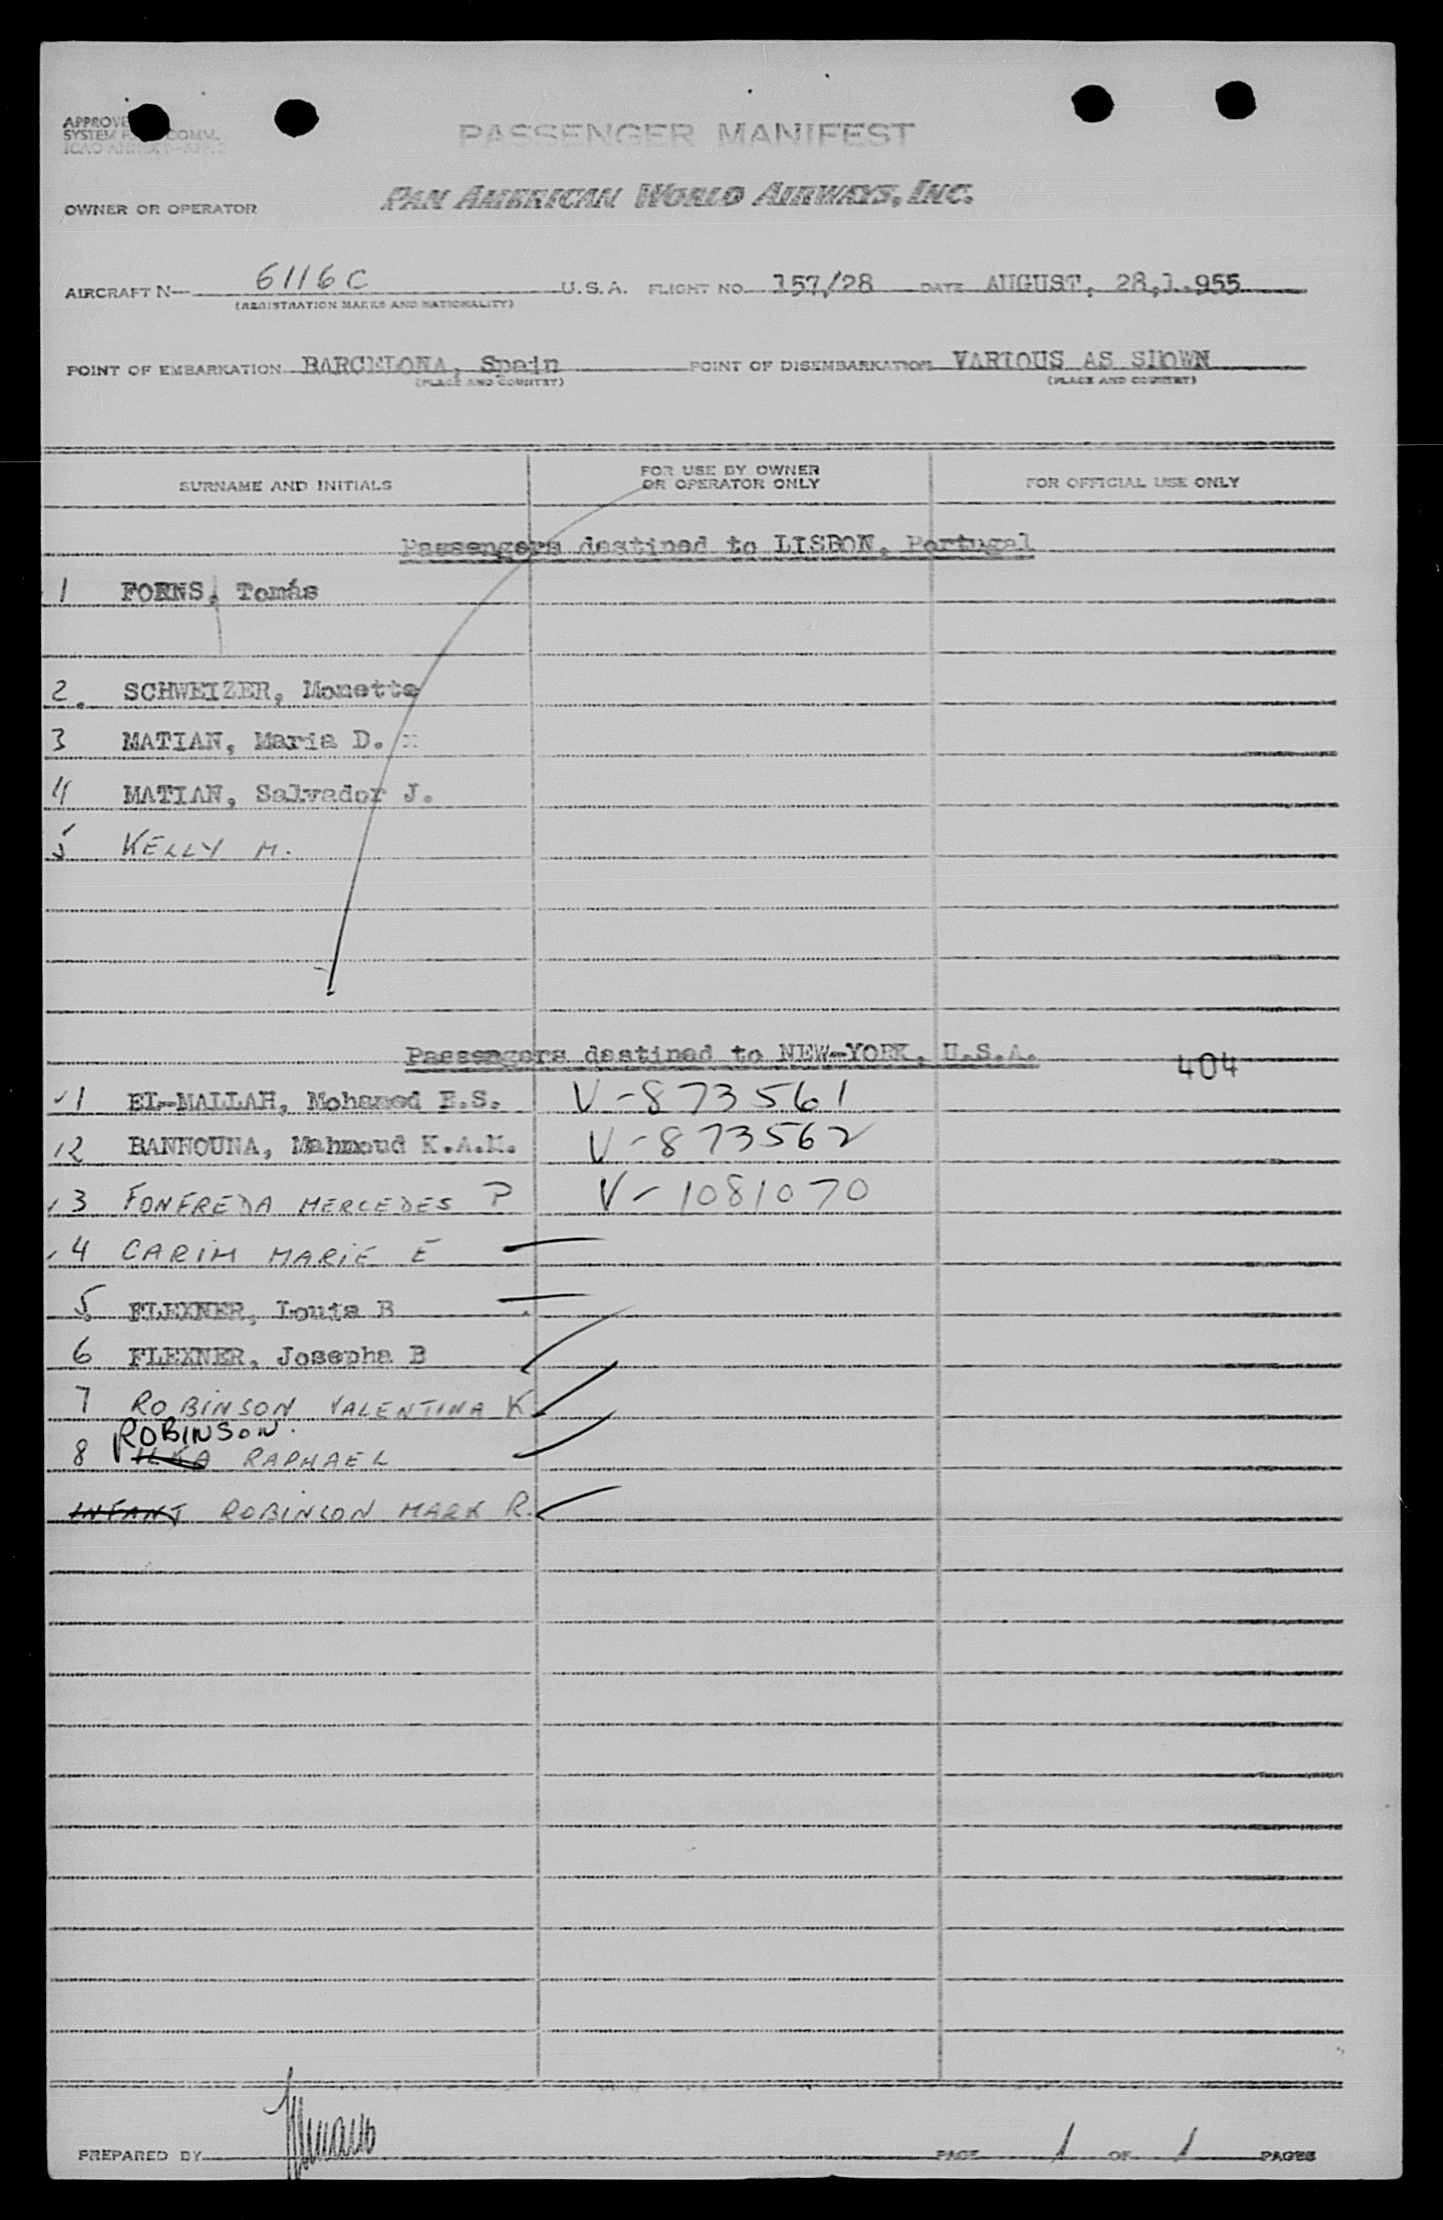 PASSENGER MANIFEST
OWNER OR OPERATOR PAN AMERICAN WORLD AIRWAYS, INC.
AIRCRAFT N— 6116C U.S.A. FLIGHT NO. 157/28 DATE AUGUST, 28,1.955
(REGISTRATION MARKS AND NATIONALITY)
POINT OF EMBARKATION BARCELONA, Spain POINT OF DISEMBARKATION VARIOUS AS SHOWN
(PLACE AND COUNTRY) (PLACE AND COUNTRY)
SURNAME AND INITIALS FOR USE BY OWNER OR OPERATOR ONLY FOR OFFICIAL USE ONLY
Passengers destined to LISBON, Portugal
1 FORNS, Tomás
2. SCHWEIZER, Monette
3 MATIAN, Maria D.
4 MATIAN, Salvador J.
5 KELLY M.
Passengers destined to NEW-YORK, U.S.A. 404
1 EL-MALLAH, Mohamed E.S. V-873561
2 BANNOUNA, Mahmoud K.A.M. V-873562
3 FONFREDA MERCEDES P V-1081070
4 CARIM MARIE E
5 FLEXNER, Louis B
6 FLEXNER, Josepha B
7 ROBINSON VALENTINA K
ROBINSON.
8 RAPHAEL
INFANT ROBINSON MARK R.
PREPARED BY PAGE 1 OF 1 PAGES